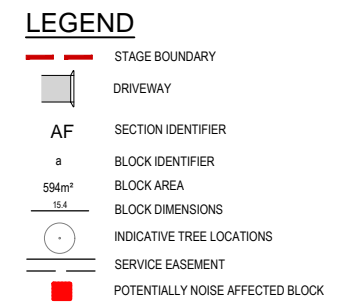 LEGEND
STAGE BOUNDARY
DRIVEWAY
AF SECTION IDENTIFIER
a BLOCK IDENTIFIER
594m² BLOCK AREA
15.4 BLOCK DIMENSIONS
INDICATIVE TREE LOCATIONS
SERVICE EASEMENT
POTENTIALLY NOISE AFFECTED BLOCK